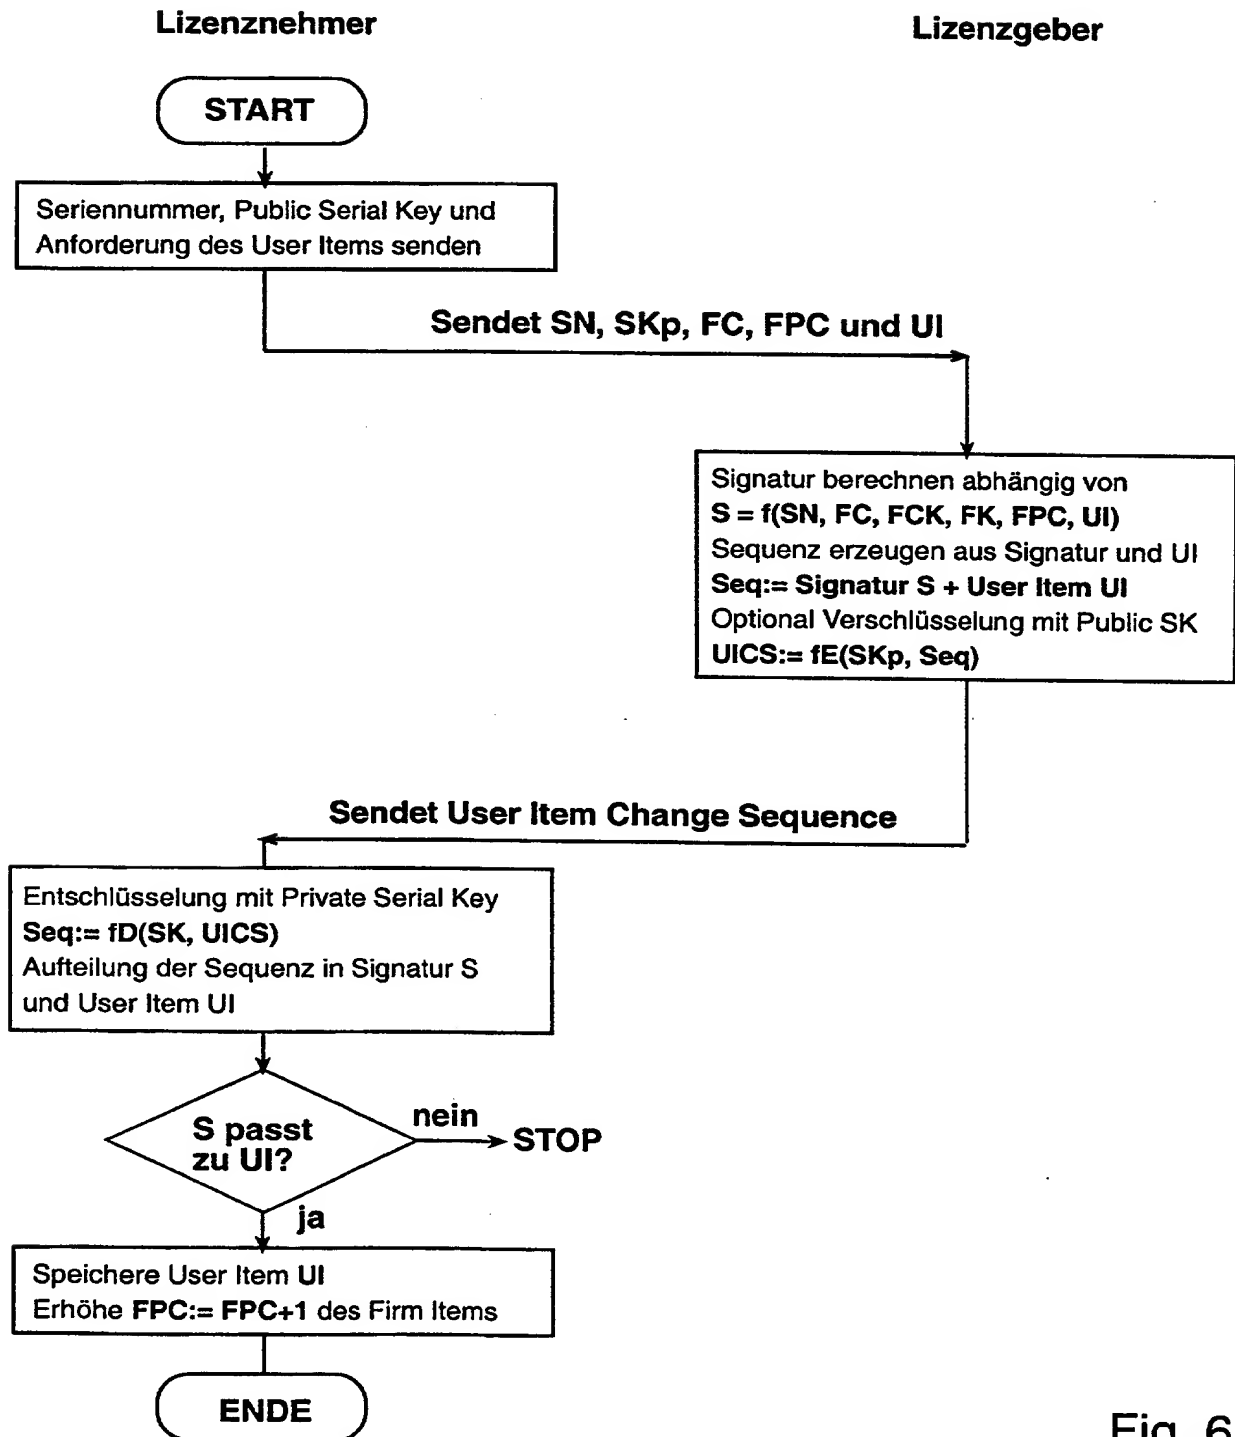 Lizenznehmer
Lizenzgeber
START
Seriennummer, Public Serial Key und
Anforderung des User Items senden
Sendet SN, SKp, FC, FPC und UI
Signatur berechnen abhängig von
S = f(SN, FC, FCK, FK, FPC, UI)
Sequenz erzeugen aus Signatur und UI
Seq:= Signatur S + User Item UI
Optional Verschlüsselung mit Public SK
UICS:= fE(SKp, Seq)
Sendet User Item Change Sequence
Entschlüsselung mit Private Serial Key
Seq:= fD(SK, UICS)
Aufteilung der Sequenz in Signatur S
und User Item UI
S passt
zu UI?
nein
STOP
ja
Speichere User Item UI
Erhöhe FPC:= FPC+1 des Firm Items
ENDE
Fig. 6